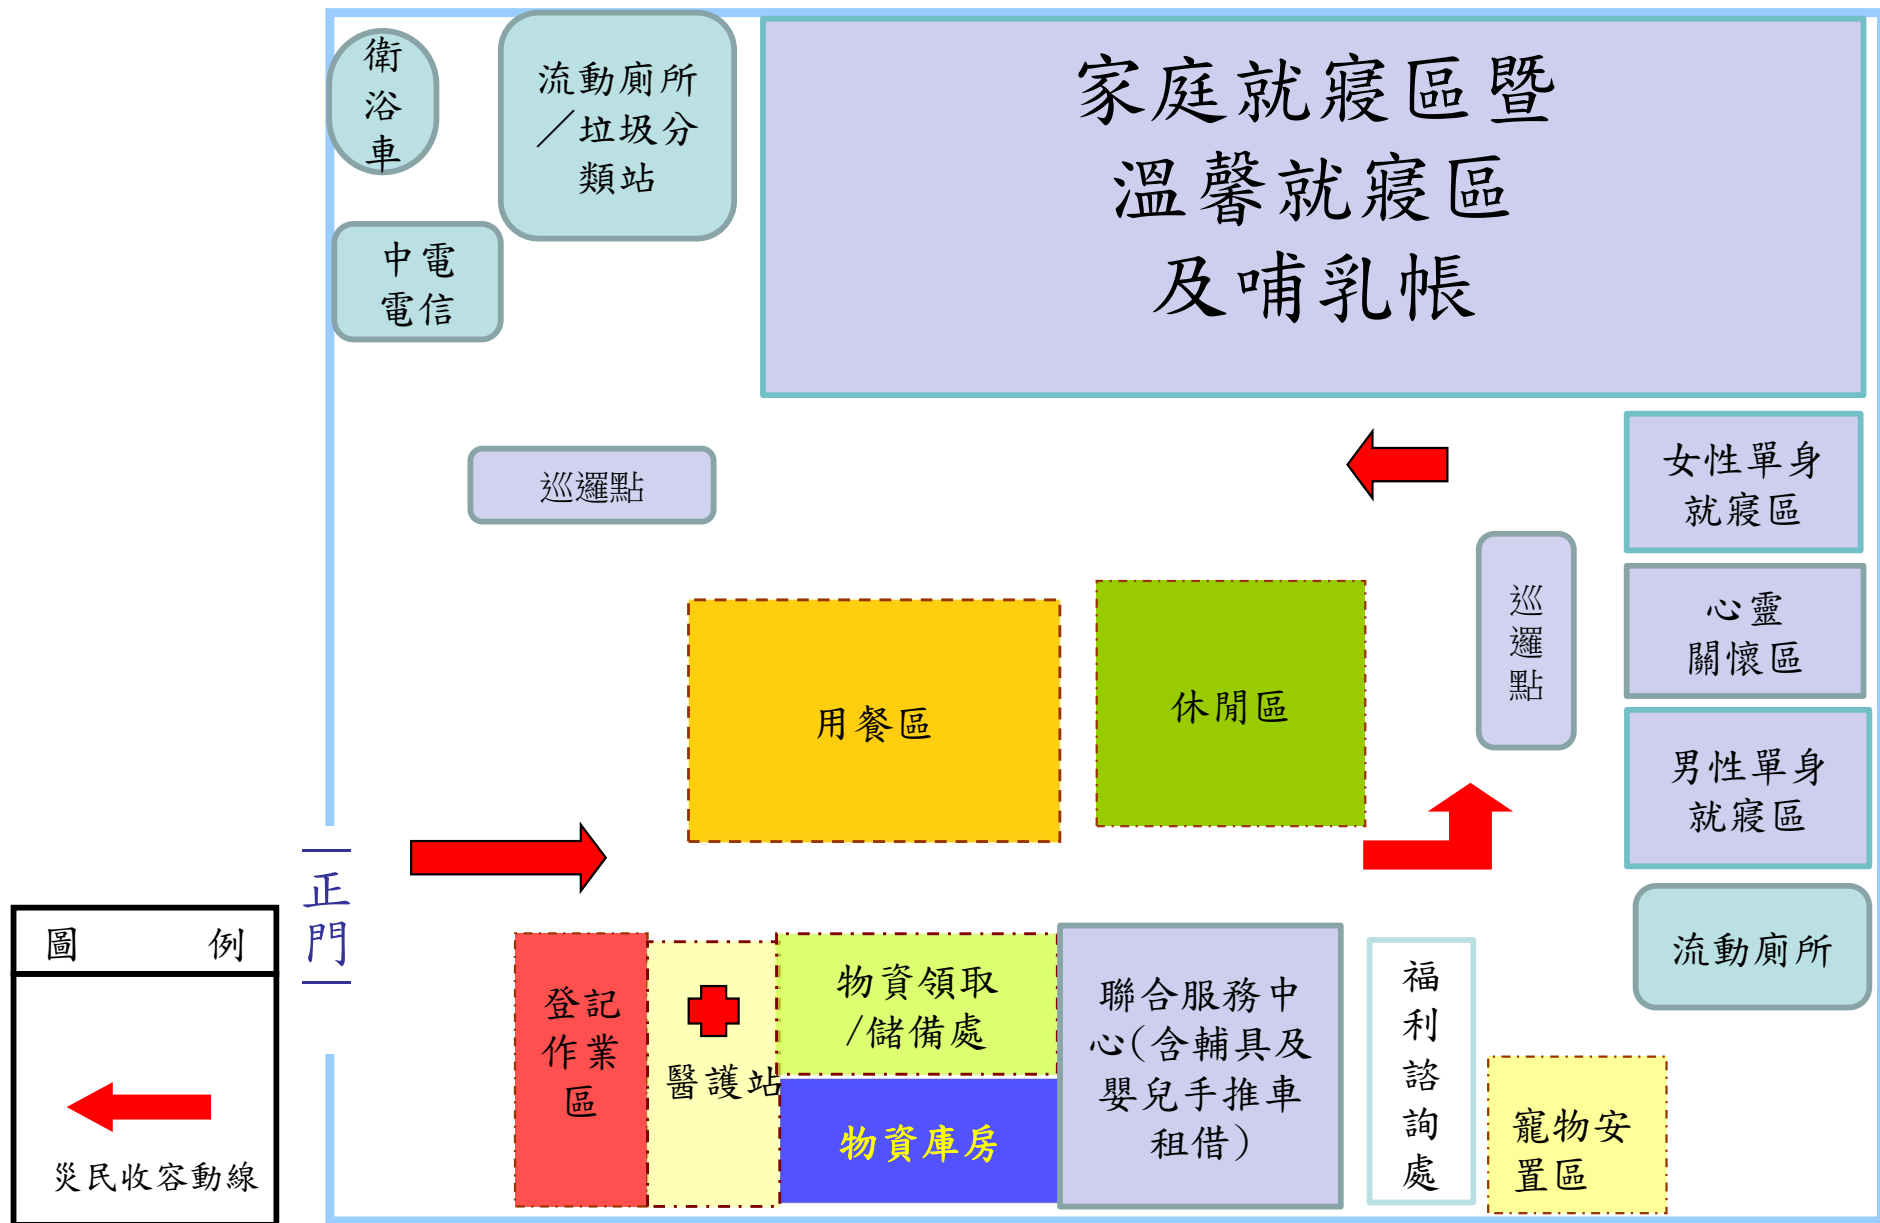 衛
浴
車
流動廁所
／垃圾分
類站
家庭就寢區暨
溫馨就寢區
及哺乳帳
中電
電信
巡邏點
女性單身
就寢區
巡
邏
點
心靈
關懷區
用餐區
休閒區
男性單身
就寢區
正
門
流動廁所
圖 例
災民收容動線
登記
作業
區
醫護站
物資領取
/儲備處
物資庫房
聯合服務中
心(含輔具及
嬰兒手推車
租借)
福
利
諮
詢
處
寵物安
置區